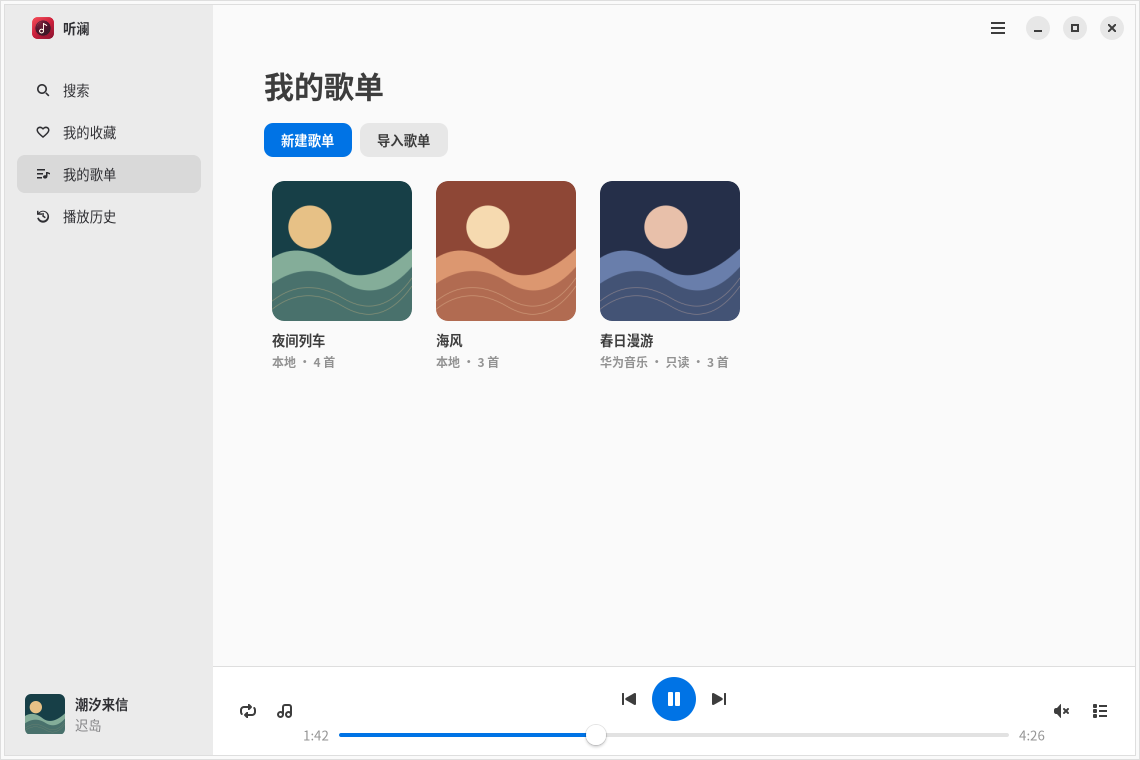 听澜
搜索
我的收藏
我的歌单
播放历史
我的歌单
新建歌单
导入歌单
夜间列车
本地 · 4 首
海风
本地 · 3 首
春日漫游
华为音乐 · 只读 · 3 首
潮汐来信
迟岛
1:42
4:26